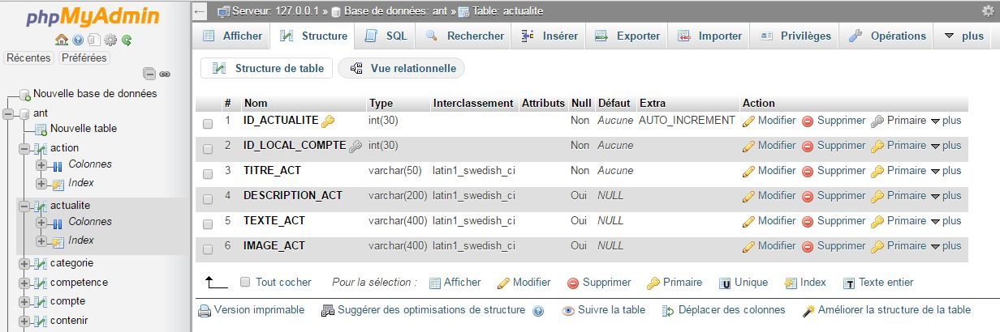 phpMyAdmin
Récentes Préférées
Nouvelle base de données
ant
Nouvelle table
action
Colonnes
Index
actualite
Colonnes
Index
categorie
competence
compte
contenir
Serveur: 127.0.0.1 » Base de données: ant » Table: actualite
Afficher Structure SQL Rechercher Insérer Exporter Importer Privilèges Opérations plus
Structure de table Vue relationnelle
# Nom Type Interclassement Attributs Null Défaut Extra Action
1 ID_ACTUALITE int(30) Non Aucune AUTO_INCREMENT Modifier Supprimer Primaire plus
2 ID_LOCAL_COMPTE int(30) Non Aucune Modifier Supprimer Primaire plus
3 TITRE_ACT varchar(50) latin1_swedish_ci Non Aucune Modifier Supprimer Primaire plus
4 DESCRIPTION_ACT varchar(200) latin1_swedish_ci Oui NULL Modifier Supprimer Primaire plus
5 TEXTE_ACT varchar(400) latin1_swedish_ci Oui NULL Modifier Supprimer Primaire plus
6 IMAGE_ACT varchar(400) latin1_swedish_ci Oui NULL Modifier Supprimer Primaire plus
Tout cocher Pour la sélection : Afficher Modifier Supprimer Primaire Unique Index Texte entier
Version imprimable Suggérer des optimisations de structure Suivre la table Déplacer des colonnes Améliorer la structure de la table